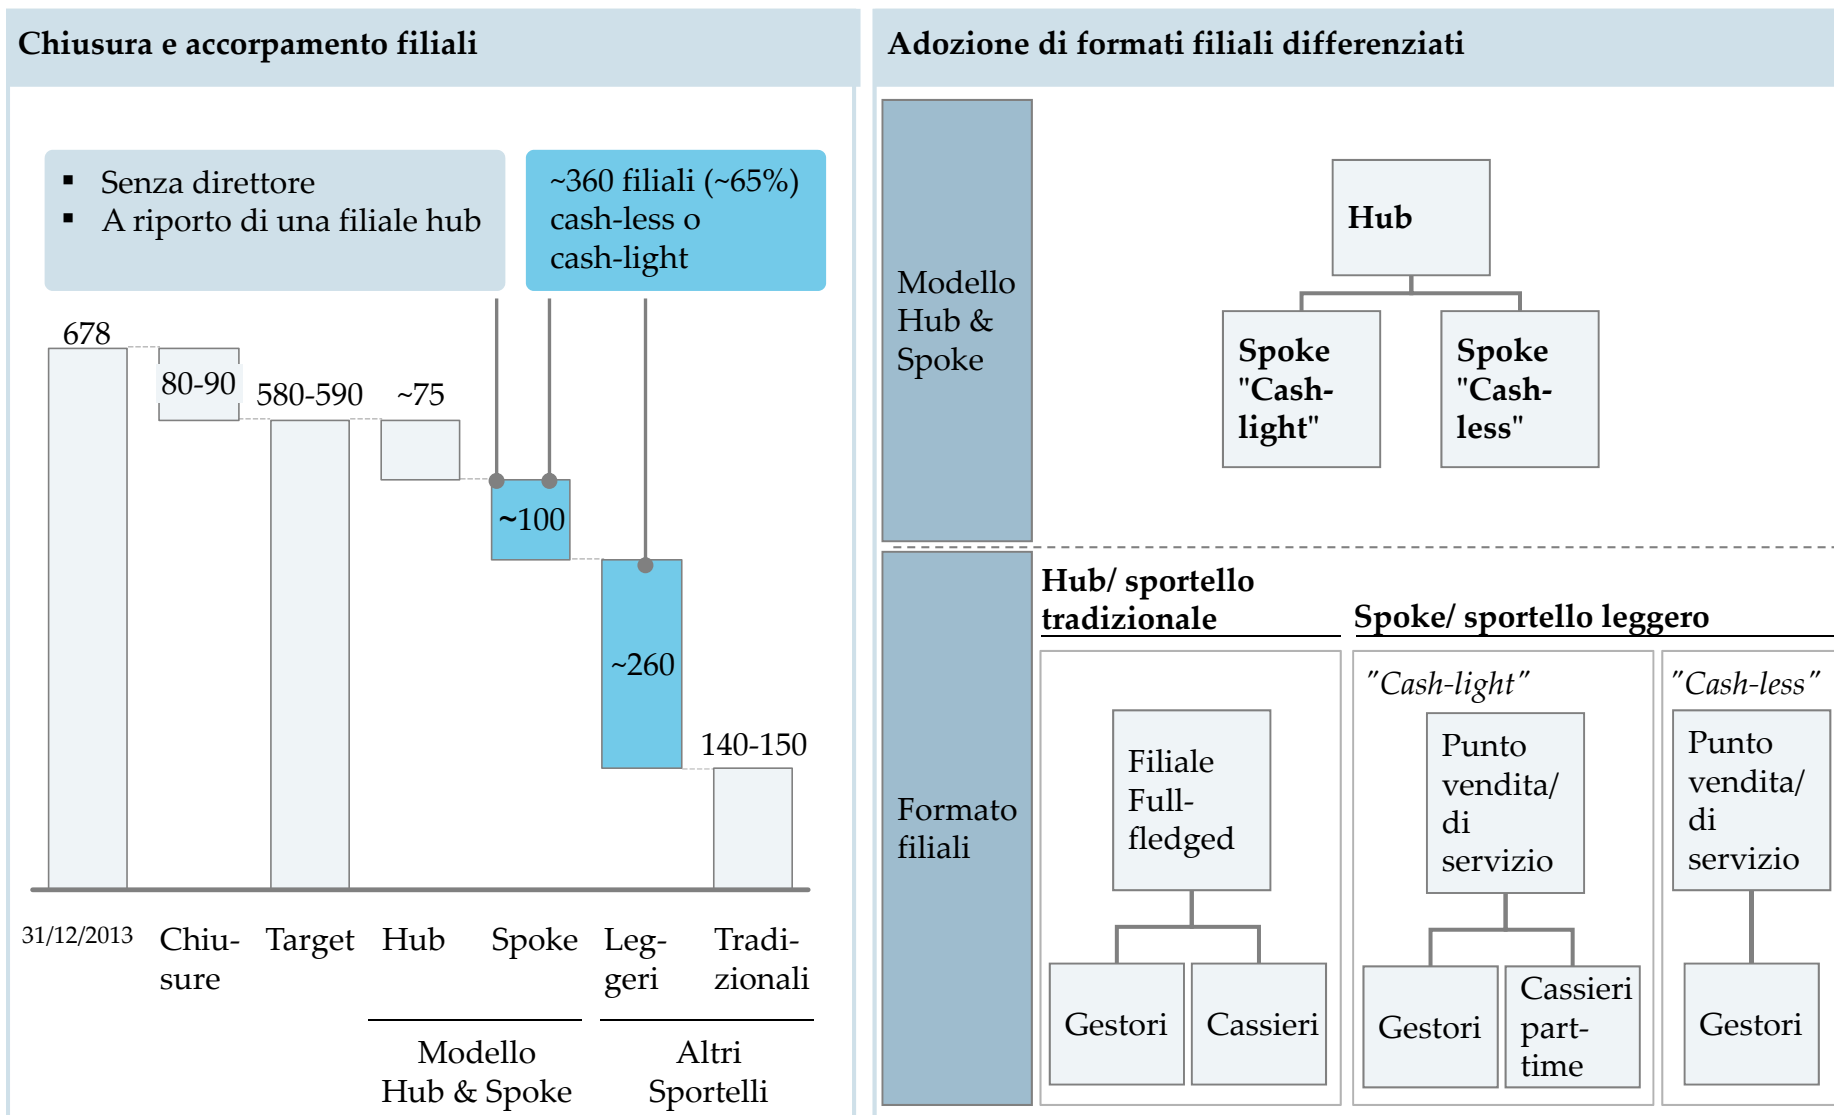 Chiusura e accorpamento filiali
▪ Senza direttore
▪ A riporto di una filiale hub
~360 filiali (~65%)
cash-less o
cash-light
678
80-90
580-590
~75
~100
~260
140-150
31/12/2013
Chiu-
sure
Target
Hub
Spoke
Leg-
geri
Tradi-
zionali
Modello
Hub & Spoke
Altri
Sportelli
Adozione di formati filiali differenziati
Modello
Hub &
Spoke
Hub
Spoke
"Cash-
light"
Spoke
"Cash-
less"
Formato
filiali
Hub/ sportello
tradizionale
Spoke/ sportello leggero
"Cash-light"
"Cash-less"
Filiale
Full-
fledged
Punto
vendita/
di
servizio
Punto
vendita/
di
servizio
Gestori
Cassieri
Gestori
Cassieri
part-
time
Gestori